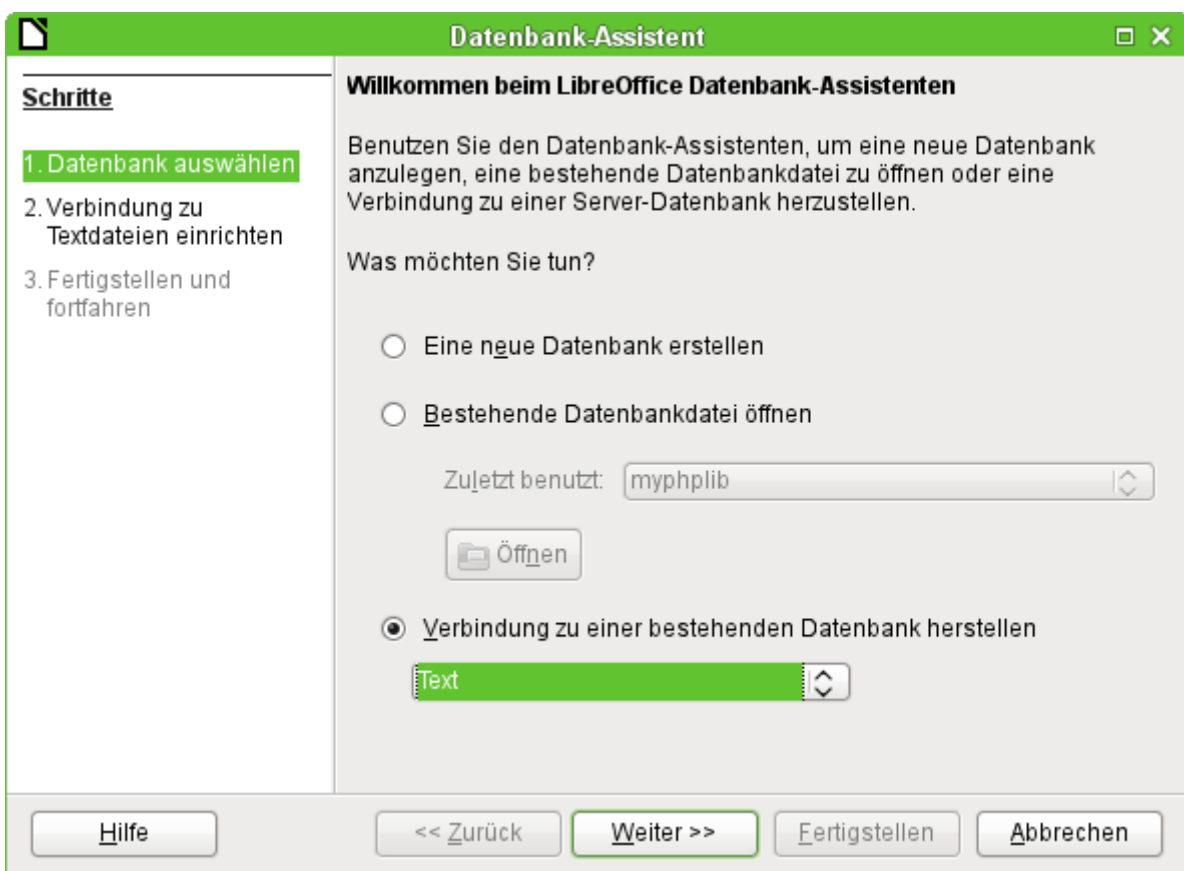 Datenbank-Assistent
Schritte
1. Datenbank auswählen
2. Verbindung zu
Textdateien einrichten
3. Fertigstellen und
fortfahren
Willkommen beim LibreOffice Datenbank-Assistenten
Benutzen Sie den Datenbank-Assistenten, um eine neue Datenbank
anzulegen, eine bestehende Datenbankdatei zu öffnen oder eine
Verbindung zu einer Server-Datenbank herzustellen.
Was möchten Sie tun?
Eine neue Datenbank erstellen
Bestehende Datenbankdatei öffnen
Zuletzt benutzt: myphplib
Öffnen
Verbindung zu einer bestehenden Datenbank herstellen
Text
Hilfe << Zurück Weiter >> Fertigstellen Abbrechen